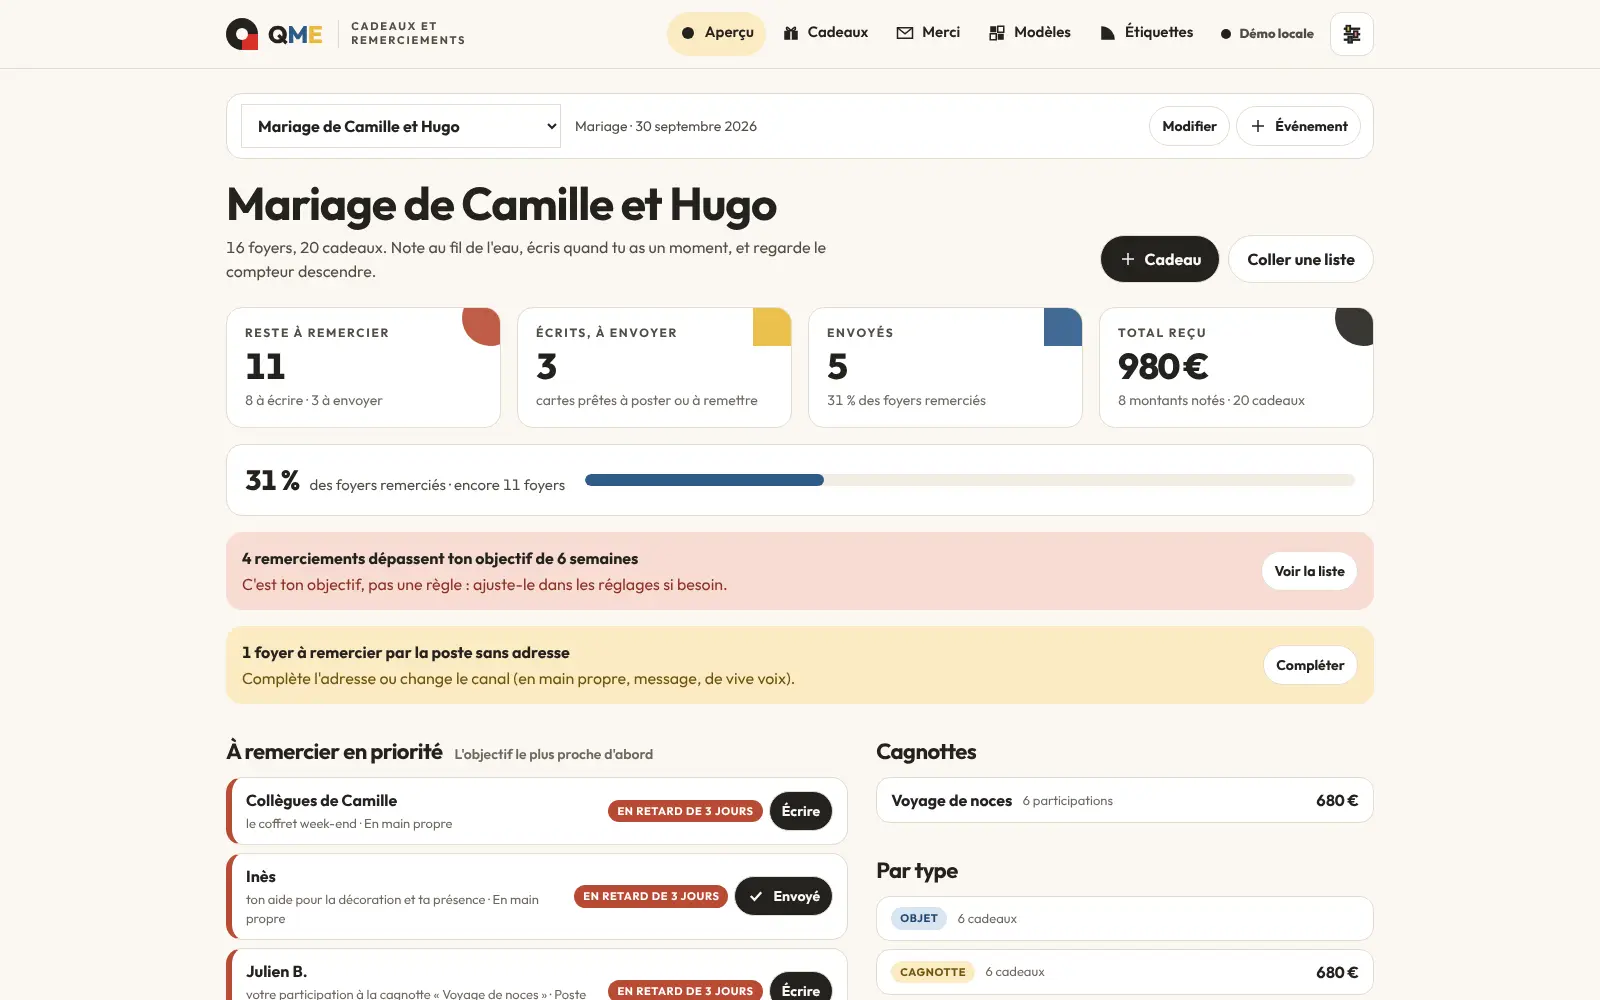 QME
CADEAUX ET
REMERCIEMENTS
Aperçu
Cadeaux
Merci
Modèles
Étiquettes
Démo locale
Mariage de Camille et Hugo
Mariage · 30 septembre 2026
Modifier
+ Événement
Mariage de Camille et Hugo
16 foyers, 20 cadeaux. Note au fil de l'eau, écris quand tu as un moment, et regarde le
compteur descendre.
+ Cadeau
Coller une liste
RESTE À REMERCIER
11
8 à écrire · 3 à envoyer
ÉCRITS, À ENVOYER
3
cartes prêtes à poster ou à remettre
ENVOYÉS
5
31 % des foyers remerciés
TOTAL REÇU
980 €
8 montants notés · 20 cadeaux
31 % des foyers remerciés · encore 11 foyers
4 remerciements dépassent ton objectif de 6 semaines
C'est ton objectif, pas une règle : ajuste-le dans les réglages si besoin.
Voir la liste
1 foyer à remercier par la poste sans adresse
Complète l'adresse ou change le canal (en main propre, message, de vive voix).
Compléter
À remercier en priorité L'objectif le plus proche d'abord
Collègues de Camille
le coffret week-end · En main propre
EN RETARD DE 3 JOURS
Écrire
Inès
ton aide pour la décoration et ta présence · En main
propre
EN RETARD DE 3 JOURS
Envoyé
Julien B.
votre participation à la cagnotte « Voyage de noces » · Poste
EN RETARD DE 3 JOURS
Écrire
Cagnottes
Voyage de noces 6 participations 680 €
Par type
OBJET 6 cadeaux
CAGNOTTE 6 cadeaux 680 €